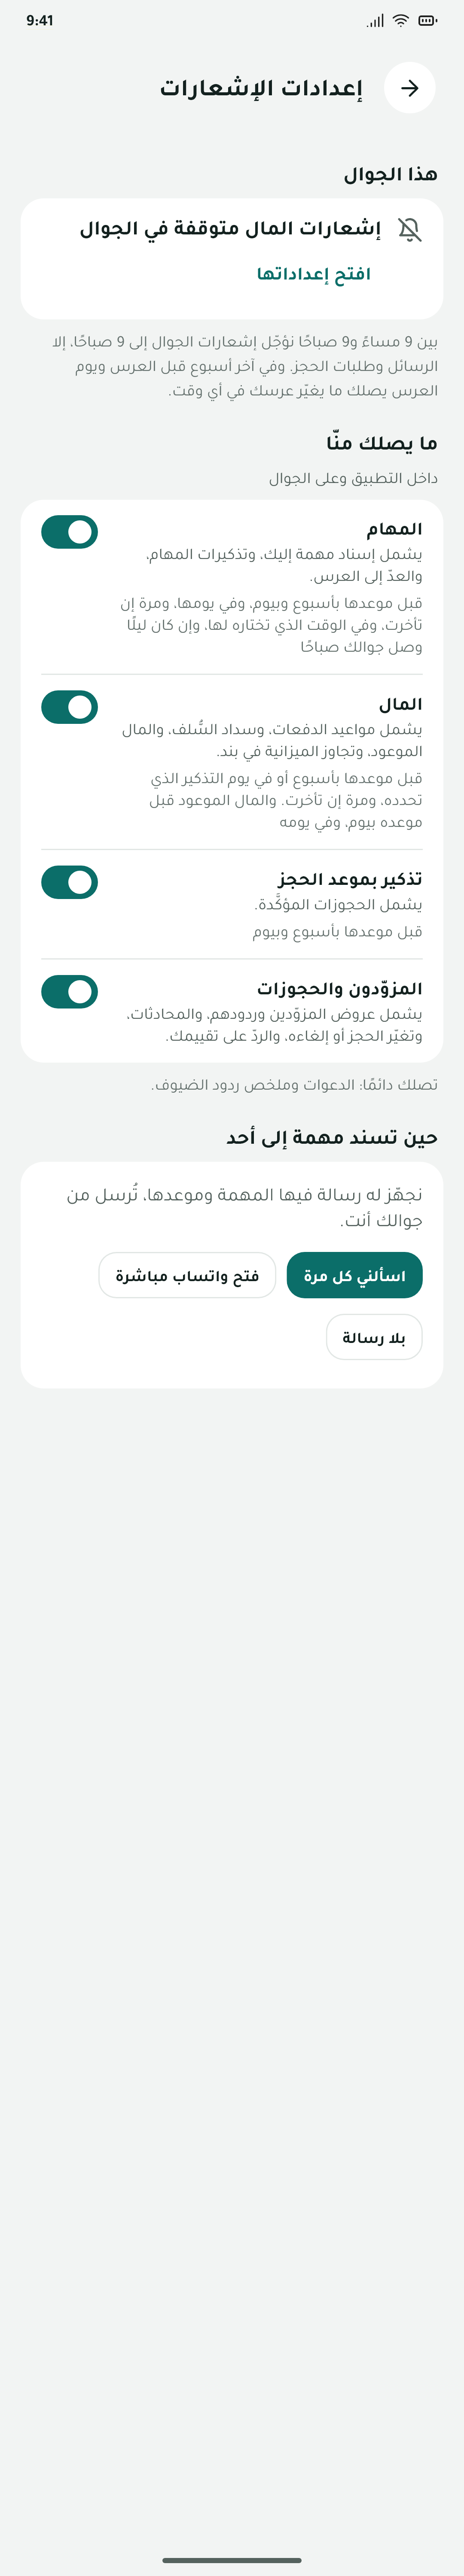 9:41
إعدادات الإشعارات
هذا الجوال
إشعارات المال متوقفة في الجوال
افتح إعداداتها
بين 9 مساءً و9 صباحًا نؤجّل إشعارات الجوال إلى 9 صباحًا، إلا
الرسائل وطلبات الحجز. وفي آخر أسبوع قبل العرس ويوم
العرس يصلك ما يغيّر عرسك في أي وقت.
ما يصلك منّا
داخل التطبيق وعلى الجوال
المهام
يشمل إسناد مهمة إليك، وتذكيرات المهام،
والعدّ إلى العرس.
قبل موعدها بأسبوع وبيوم، وفي يومها، ومرة إن
تأخرت، وفي الوقت الذي تختاره لها، وإن كان ليلًا
وصل جوالك صباحًا
المال
يشمل مواعيد الدفعات، وسداد السُّلف، والمال
الموعود، وتجاوز الميزانية في بند.
قبل موعدها بأسبوع أو في يوم التذكير الذي
تحدده، ومرة إن تأخرت. والمال الموعود قبل
موعده بيوم، وفي يومه
تذكير بموعد الحجز
يشمل الحجوزات المؤكَّدة.
قبل موعدها بأسبوع وبيوم
المزوّدون والحجوزات
يشمل عروض المزوّدين وردودهم، والمحادثات،
وتغيّر الحجز أو إلغاءه، والردّ على تقييمك.
تصلك دائمًا: الدعوات وملخص ردود الضيوف.
حين تسند مهمة إلى أحد
نجهّز له رسالة فيها المهمة وموعدها، تُرسل من
جوالك أنت.
اسألني كل مرة
فتح واتساب مباشرة
بلا رسالة